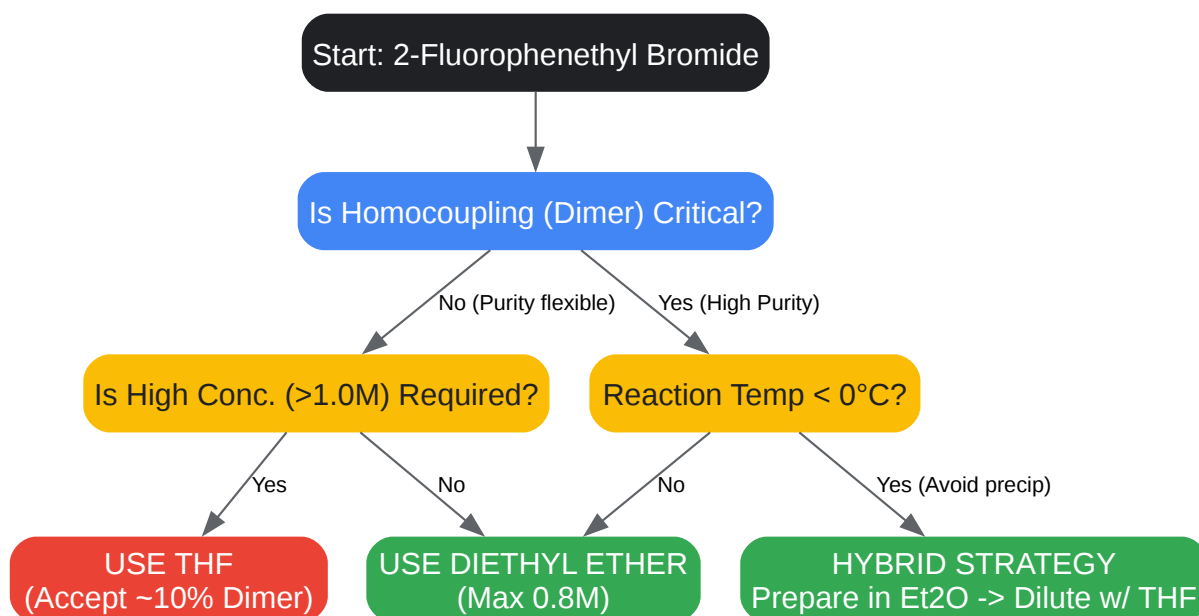 Start: 2-Fluorophenethyl Bromide
Is Homocoupling (Dimer) Critical?
No (Purity flexible)
Yes (High Purity)
Is High Conc. (>1.0M) Required?
Reaction Temp < 0°C?
Yes
No
No
Yes (Avoid precip)
USE THF
(Accept ~10% Dimer)
USE DIETHYL ETHER
(Max 0.8M)
HYBRID STRATEGY
Prepare in Et2O -> Dilute w/ THF